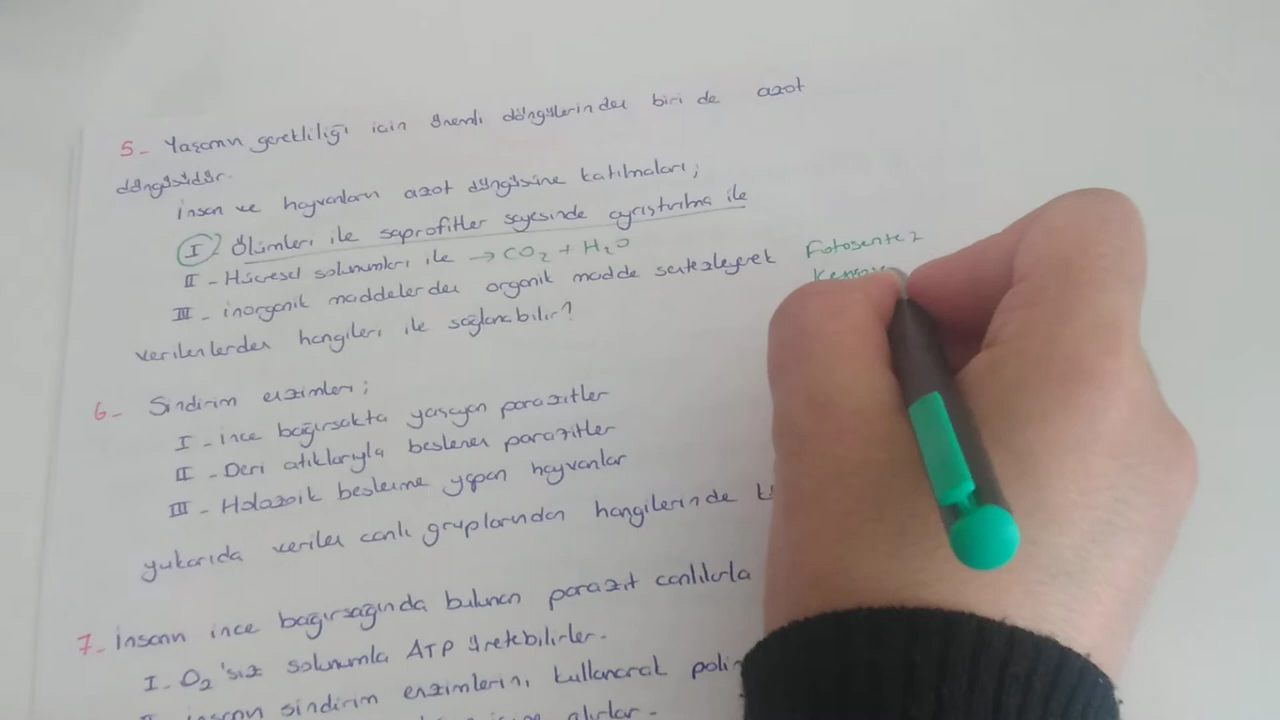 5- Yaşamın gerekliliği için önemli döngülerinden biri de azot
döngüsüdür.
İnsan ve hayvanların azot döngüsüne katılmaları;
I- Ölümleri ile saprofitler sayesinde ayrıştırılma ile
II - Hücresel solunumları ile → CO2 + H2O
III - inorganik maddelerden organik madde sentezleyerek Fotosentez
verilenlerden hangileri ile sağlanabilir?
6- Sindirim enzimleri;
I - ince bağırsakta yaşayan parazitler
II - Deri atıklarıyla beslenen parazitler
III - Holozoik beslenme yapan hayvanlar
yukarıda verilen canlı gruplarından hangilerinde
7- İnsanın ince bağırsağında bulunan parazit canlılarla
I- O2'siz solunumla ATP üretebilirler.
insanın sindirim enzimlerini kullanarak
alırlar.